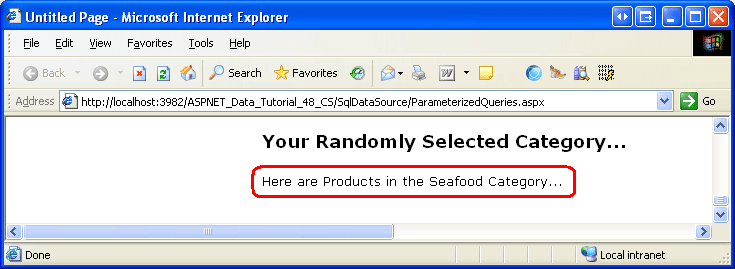 Untitled Page - Microsoft Internet Explorer
File Edit View Favorites Tools Help
Back Search Favorites
Address http://localhost:3982/ASPNET_Data_Tutorial_48_CS/SqlDataSource/ParameterizedQueries.aspx Go
Your Randomly Selected Category...
Here are Products in the Seafood Category...
Done Local intranet